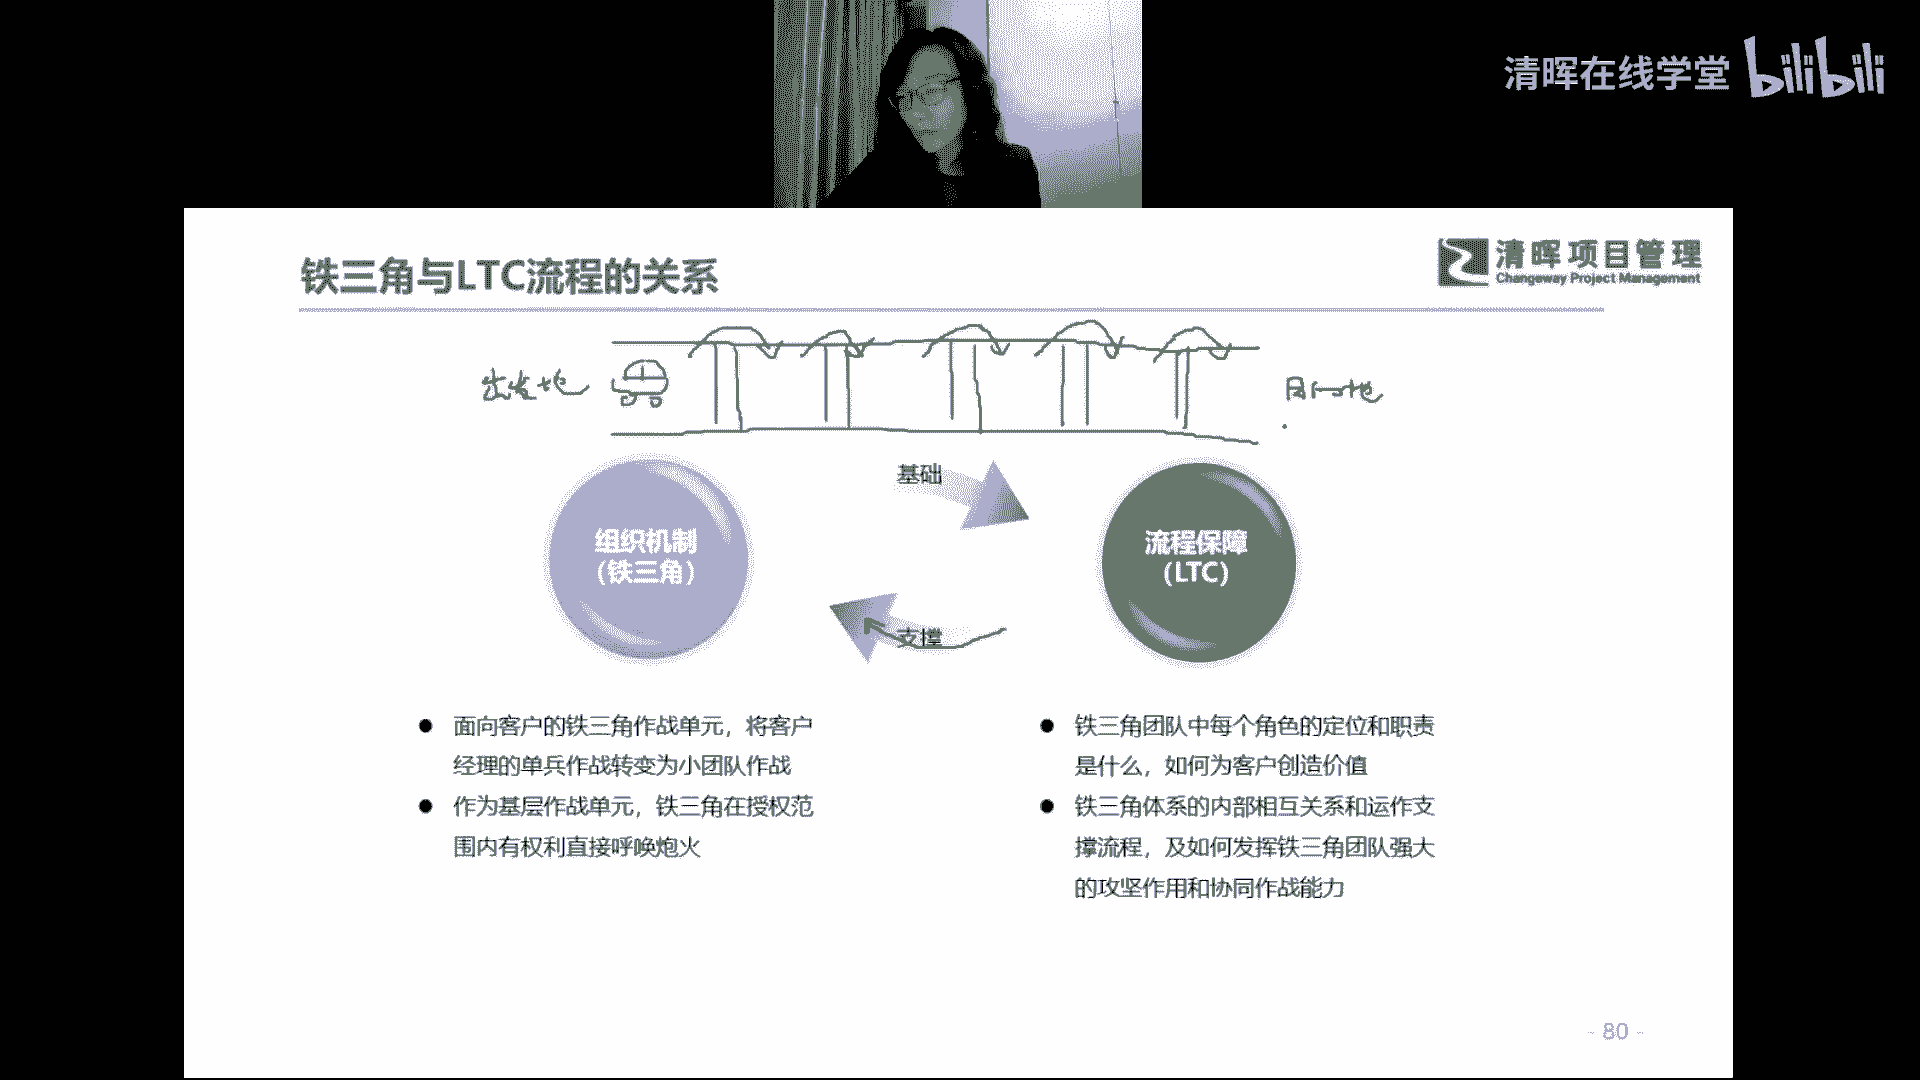 清晖在线学堂 bilibili
铁三角与LTC流程的关系
清晖项目管理
Changeway Project Management
出发地
目的地
基础
组织机制
(铁三角)
流程保障
(LTC)
支撑
● 面向客户的铁三角作战单元，将客户
经理的单兵作战转变为小团队作战
● 作为基层作战单元，铁三角在授权范
围内有权利直接呼唤炮火
● 铁三角团队中每个角色的定位和职责
是什么，如何为客户创造价值
● 铁三角体系的内部相互关系和运作支
撑流程，及如何发挥铁三角团队强大
的攻坚作用和协同作战能力
- 80 -